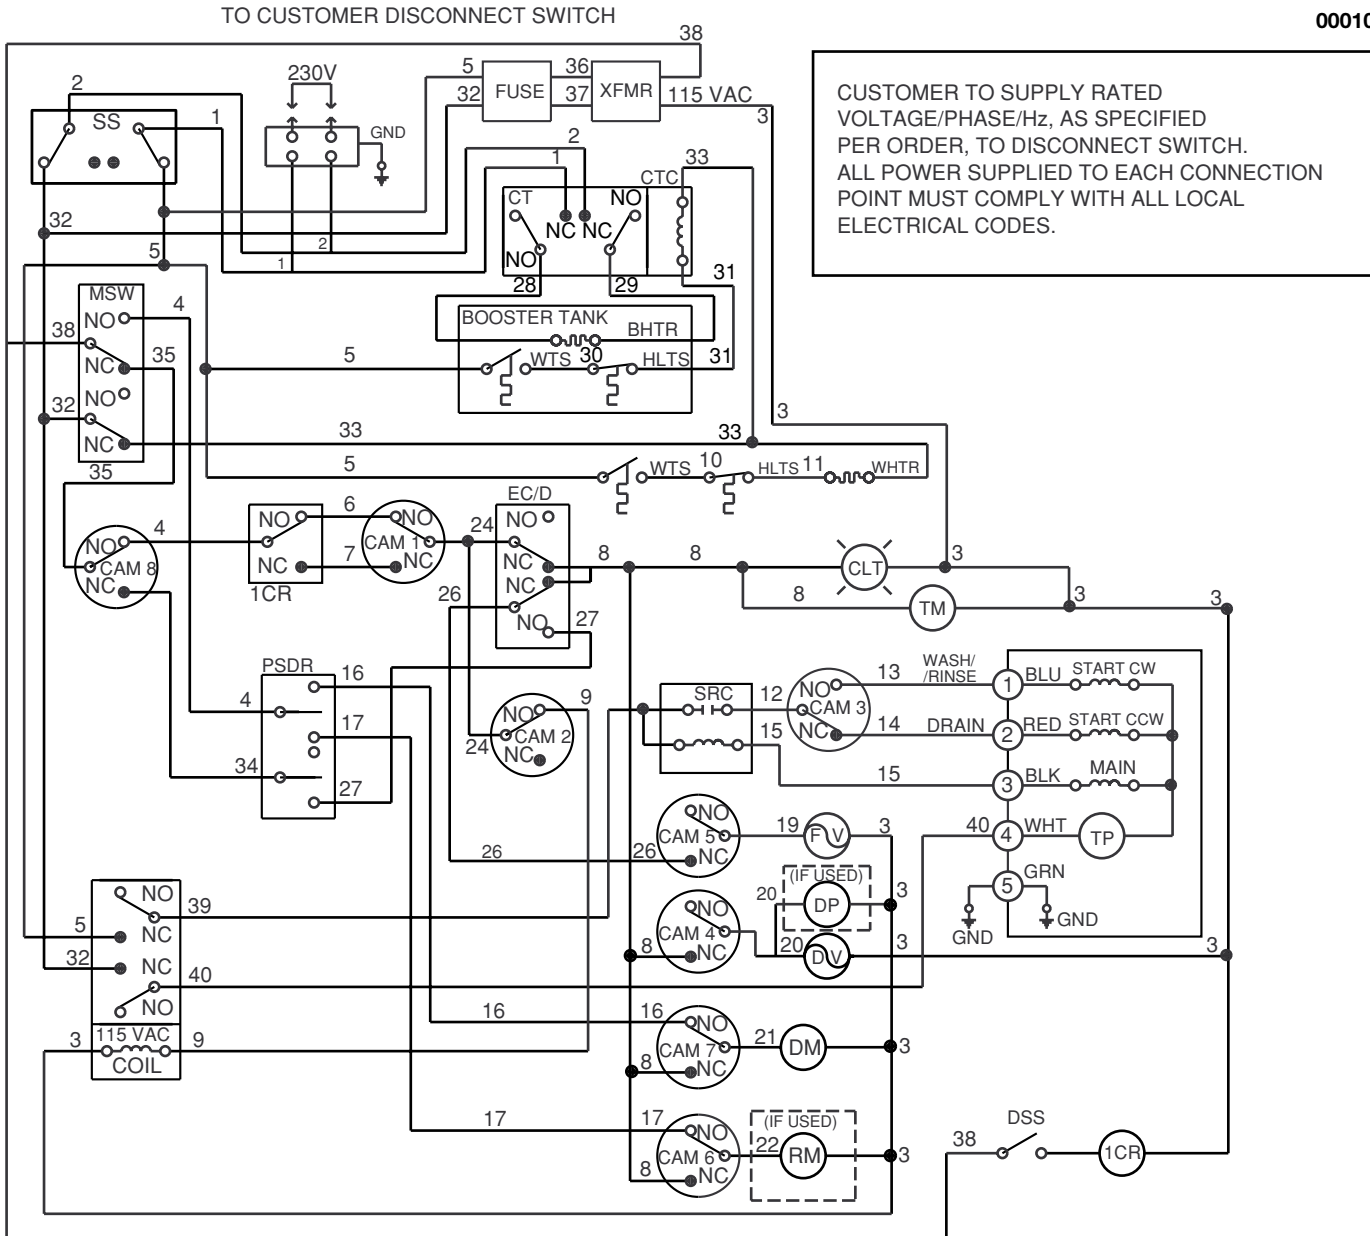 TO CUSTOMER DISCONNECT SWITCH
00010
38
CUSTOMER TO SUPPLY RATED
VOLTAGE/PHASE/Hz, AS SPECIFIED
PER ORDER, TO DISCONNECT SWITCH.
ALL POWER SUPPLIED TO EACH CONNECTION
POINT MUST COMPLY WITH ALL LOCAL
ELECTRICAL CODES.
2
230V
5
36
32
FUSE
37
XFMR
115 VAC
3
SS
1
GND
2
1
33
CTC
CT
NO
NC
NC
NO
32
2
5
1
28
29
31
MSW
NO
4
38
NC
35
NO
32
NC
BOOSTER TANK
BHTR
5
WTS
30
HLTS
31
3
33
33
35
5
WTS
10
HLTS
11
WHTR
EC/D
NO
4
NO
CAM 8
NC
NO
NC
1CR
6
7
NO
CAM 1
NC
24
NC
NC
NO
26
27
8
8
CLT
3
8
TM
3
3
PSDR
16
4
17
34
27
9
NO
CAM 2
NC
24
SRC
12
15
NO
CAM 3
NC
13
WASH/
/RINSE
14
DRAIN
15
1
BLU
START CW
2
RED
START CCW
3
BLK
MAIN
40
4
WHT
TP
5
GRN
GND
GND
26
26
NO
CAM 5
NC
19
F V
3
(IF USED)
20
DP
3
NO
CAM 4
NC
8
20
D V
3
3
NO
39
5
NC
32
NC
40
NO
115 VAC
3
9
COIL
16
16
NO
CAM 7
NC
8
21
DM
3
17
17
NO
CAM 6
NC
8
(IF USED)
22
RM
3
DSS
38
1CR